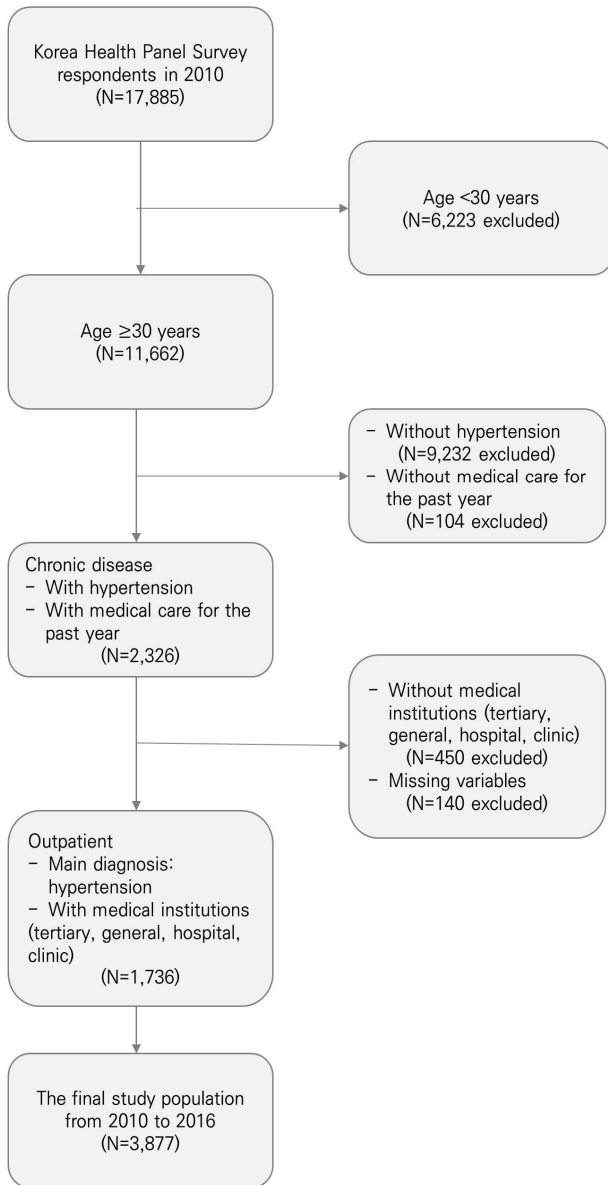 Korea Health Panel Survey
respondents in 2010
(N=17,885)
Age <30 years
(N=6,223 excluded)
Age ≥30 years
(N=11,662)
– Without hypertension
(N=9,232 excluded)
– Without medical care for
the past year
(N=104 excluded)
Chronic disease
– With hypertension
– With medical care for the
past year
(N=2,326)
– Without medical
institutions (tertiary,
general, hospital, clinic)
(N=450 excluded)
– Missing variables
(N=140 excluded)
Outpatient
– Main diagnosis:
hypertension
– With medical institutions
(tertiary, general, hospital,
clinic)
(N=1,736)
The final study population
from 2010 to 2016
(N=3,877)